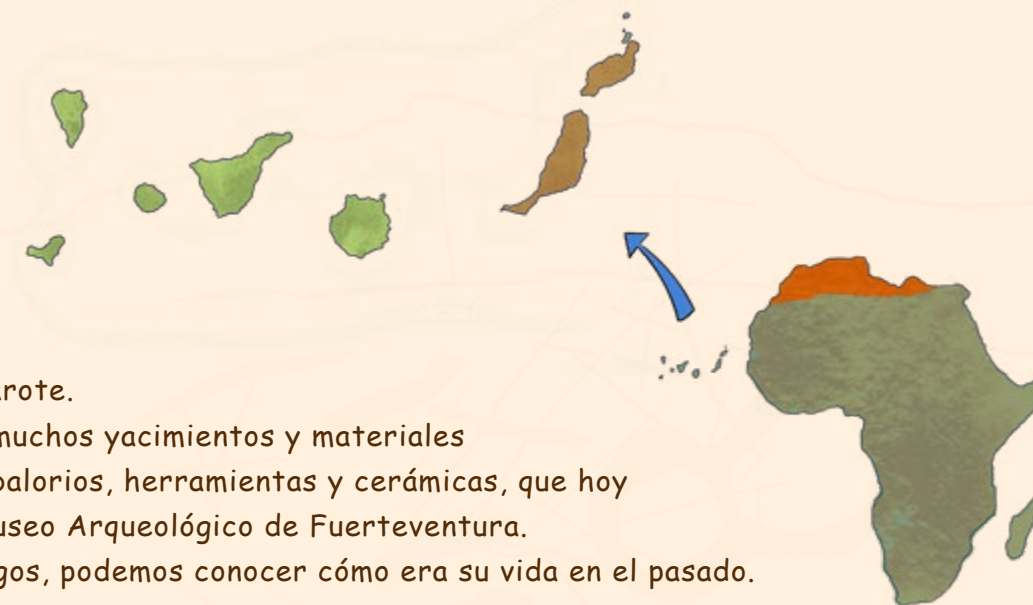 rote.
muchos yacimientos y materiales
balorios, herramientas y cerámicas, que hoy
useo Arqueológico de Fuerteventura.
gos, podemos conocer cómo era su vida en el pasado.